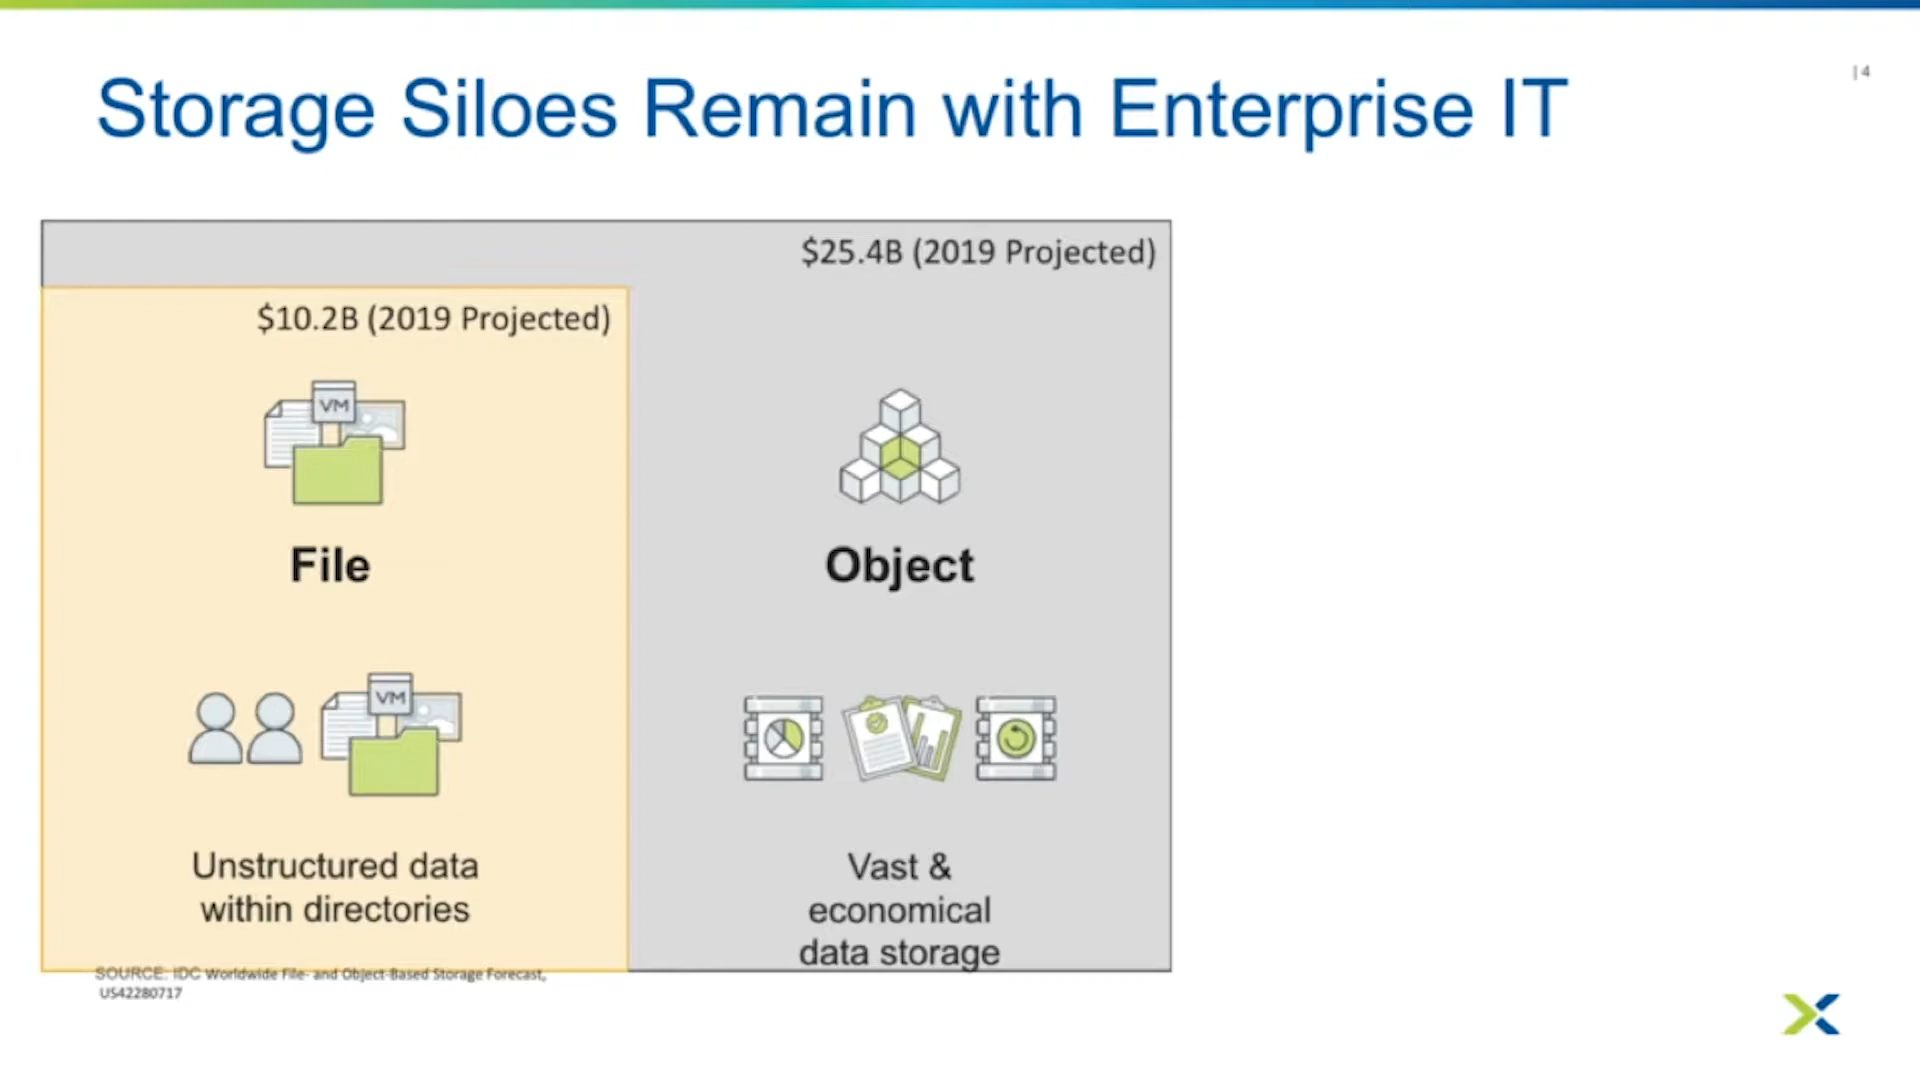 Storage Siloes Remain with Enterprise IT
| 4
$25.4B (2019 Projected)
$10.2B (2019 Projected)
VM
File
Object
VM
Unstructured data
within directories
Vast &
economical
data storage
SOURCE: IDC Worldwide File- and Object-Based Storage Forecast,
US42280717